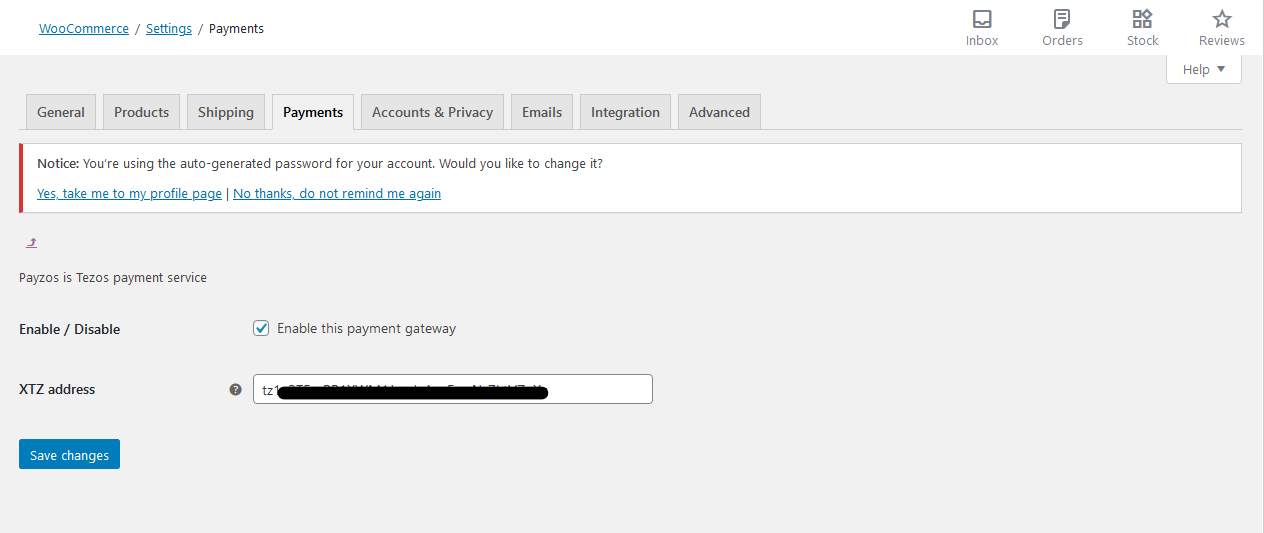 WooCommerce / Settings / Payments
Inbox
Orders
Stock
Reviews
Help
General
Products
Shipping
Payments
Accounts & Privacy
Emails
Integration
Advanced
Notice: You're using the auto-generated password for your account. Would you like to change it?
Yes, take me to my profile page | No thanks, do not remind me again
Payzos is Tezos payment service
Enable / Disable
Enable this payment gateway
XTZ address
tz1
Save changes